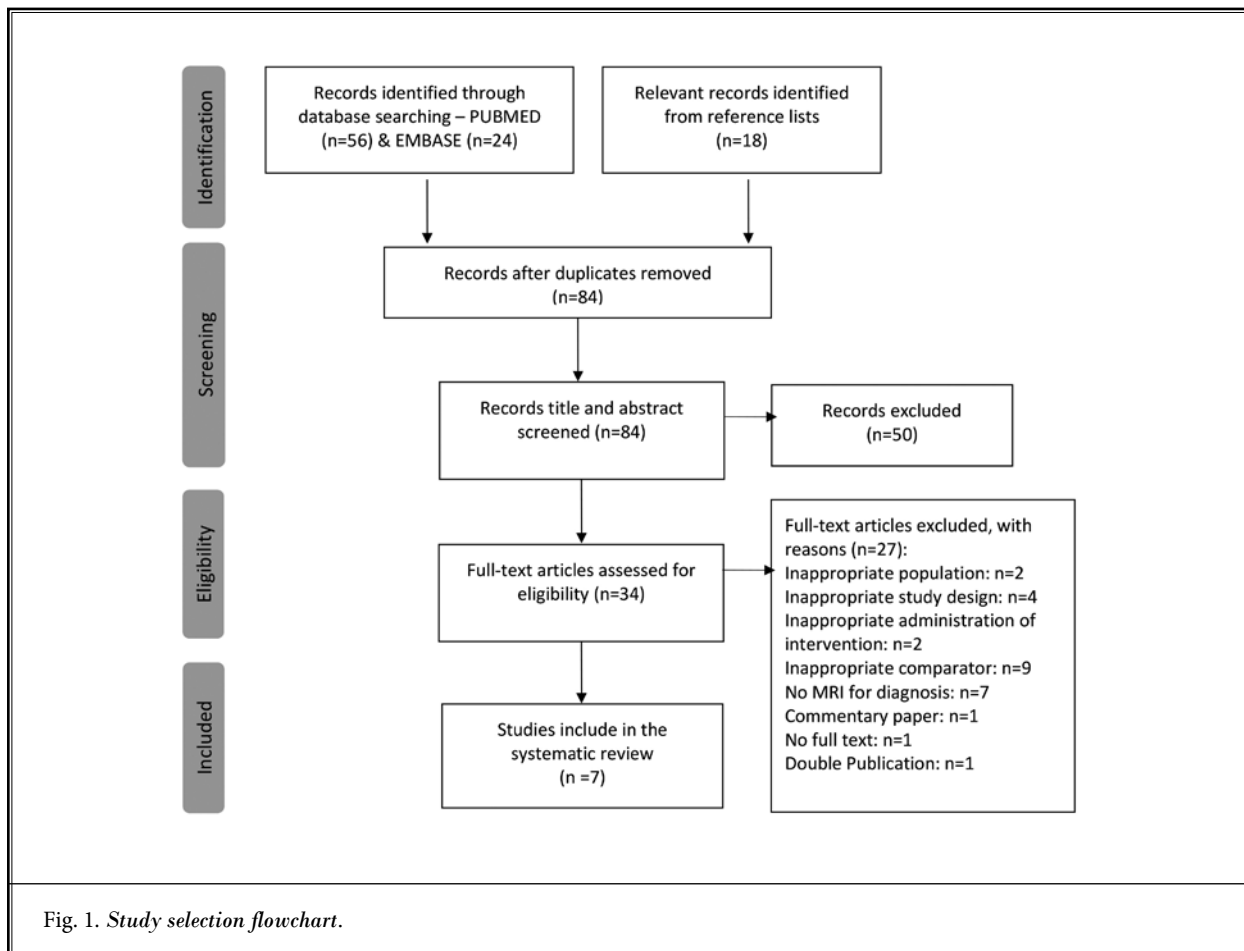 Identification
Records identified through
database searching – PUBMED
(n=56) & EMBASE (n=24)
Relevant records identified
from reference lists
(n=18)
Screening
Records after duplicates removed
(n=84)
Records title and abstract
screened (n=84)
Records excluded
(n=50)
Eligibility
Full-text articles assessed for
eligibility (n=34)
Full-text articles excluded, with
reasons (n=27):
Inappropriate population: n=2
Inappropriate study design: n=4
Inappropriate administration of
intervention: n=2
Inappropriate comparator: n=9
No MRI for diagnosis: n=7
Commentary paper: n=1
No full text: n=1
Double Publication: n=1
Included
Studies include in the
systematic review
(n =7)
Fig. 1. Study selection flowchart.